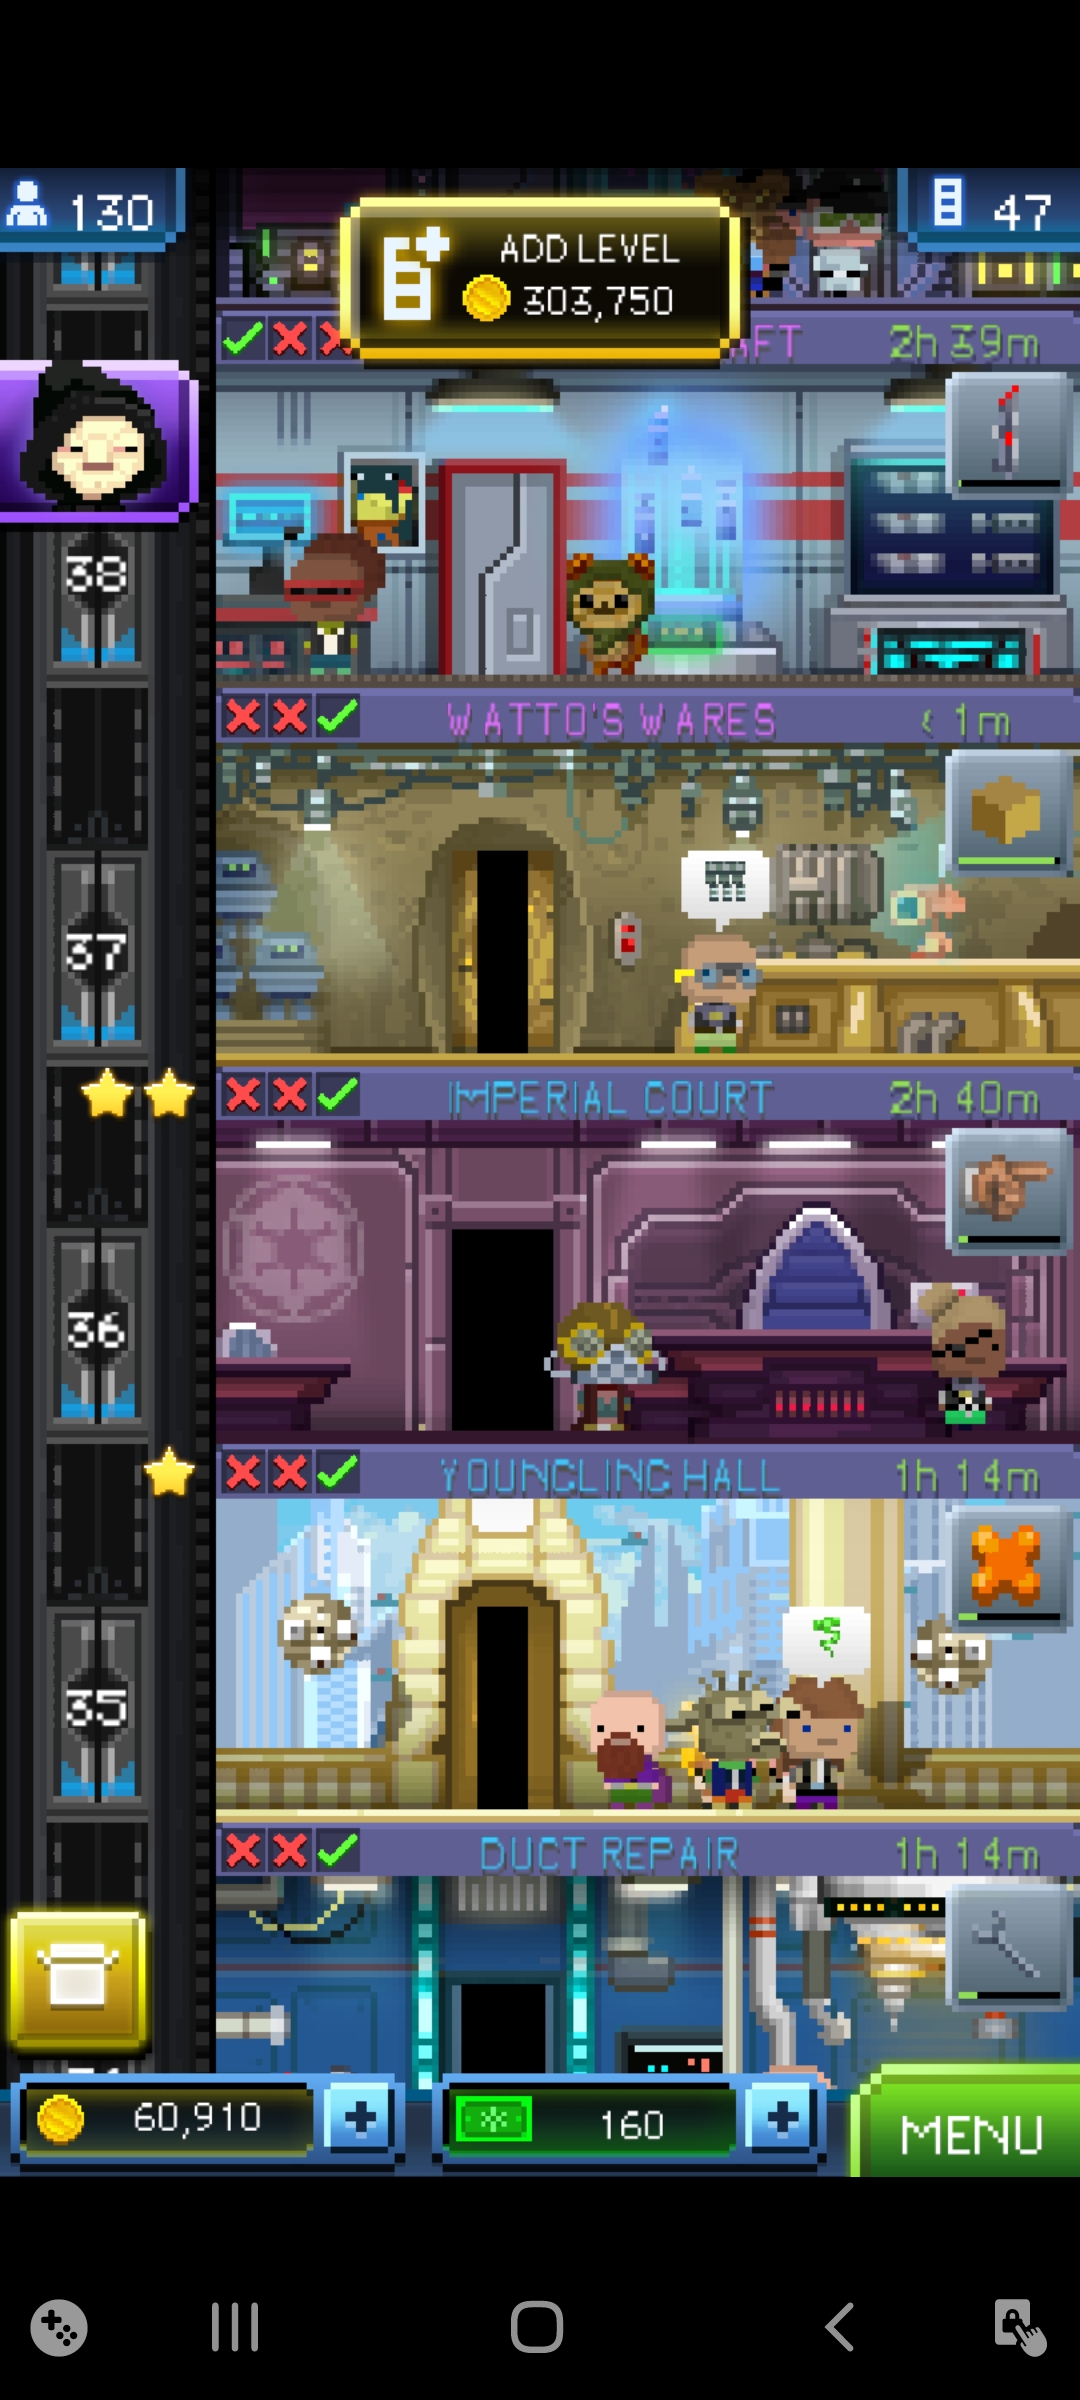 130
ADD LEVEL
303,750
47
AFT 2h 39m
38
WATTO'S WARES < 1m
37
IMPERIAL COURT 2h 40m
36
YOUNGLING HALL 1h 14m
35
DUCT REPAIR 1h 14m
60,910
160
MENU